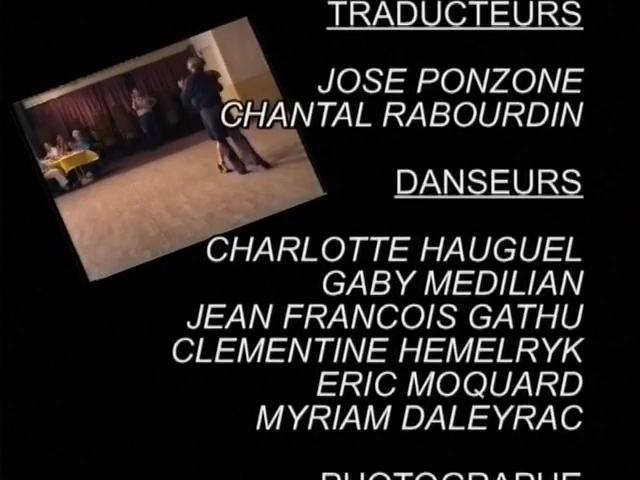 TRADUCTEURS
JOSE PONZONE
CHANTAL RABOURDIN
DANSEURS
CHARLOTTE HAUGUEL
GABY MEDILIAN
JEAN FRANCOIS GATHU
CLEMENTINE HEMELRYK
ERIC MOQUARD
MYRIAM DALEYRAC
PHOTOGRAPHE